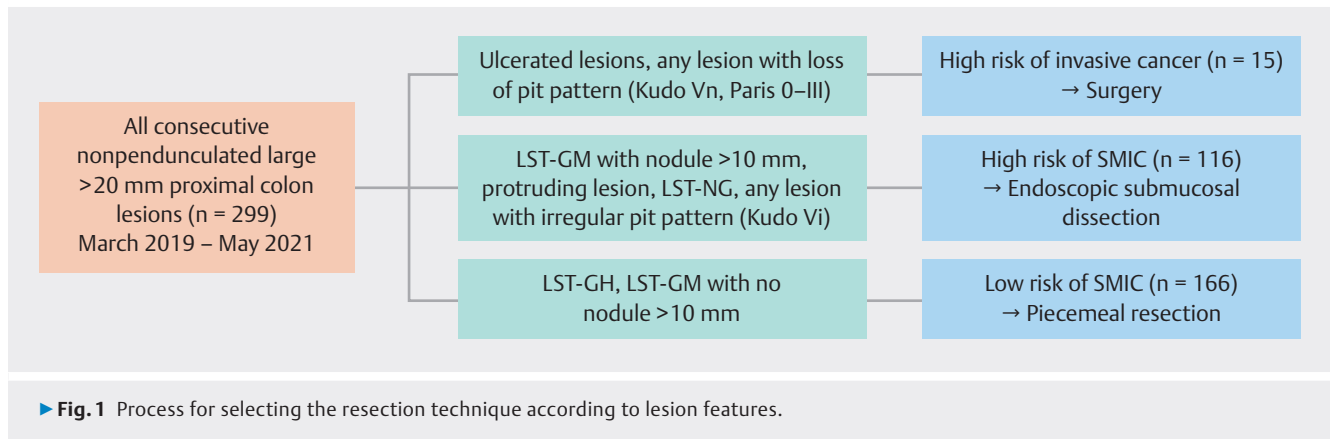 All consecutive
nonpendunculated large
>20 mm proximal colon
lesions (n = 299)
March 2019 – May 2021
Ulcerated lesions, any lesion with loss
of pit pattern (Kudo Vn, Paris 0–III)
High risk of invasive cancer (n = 15)
→ Surgery
LST-GM with nodule >10 mm,
protruding lesion, LST-NG, any lesion
with irregular pit pattern (Kudo Vi)
High risk of SMIC (n = 116)
→ Endoscopic submucosal
dissection
LST-GH, LST-GM with no
nodule >10 mm
Low risk of SMIC (n = 166)
→ Piecemeal resection
▶ Fig. 1 Process for selecting the resection technique according to lesion features.